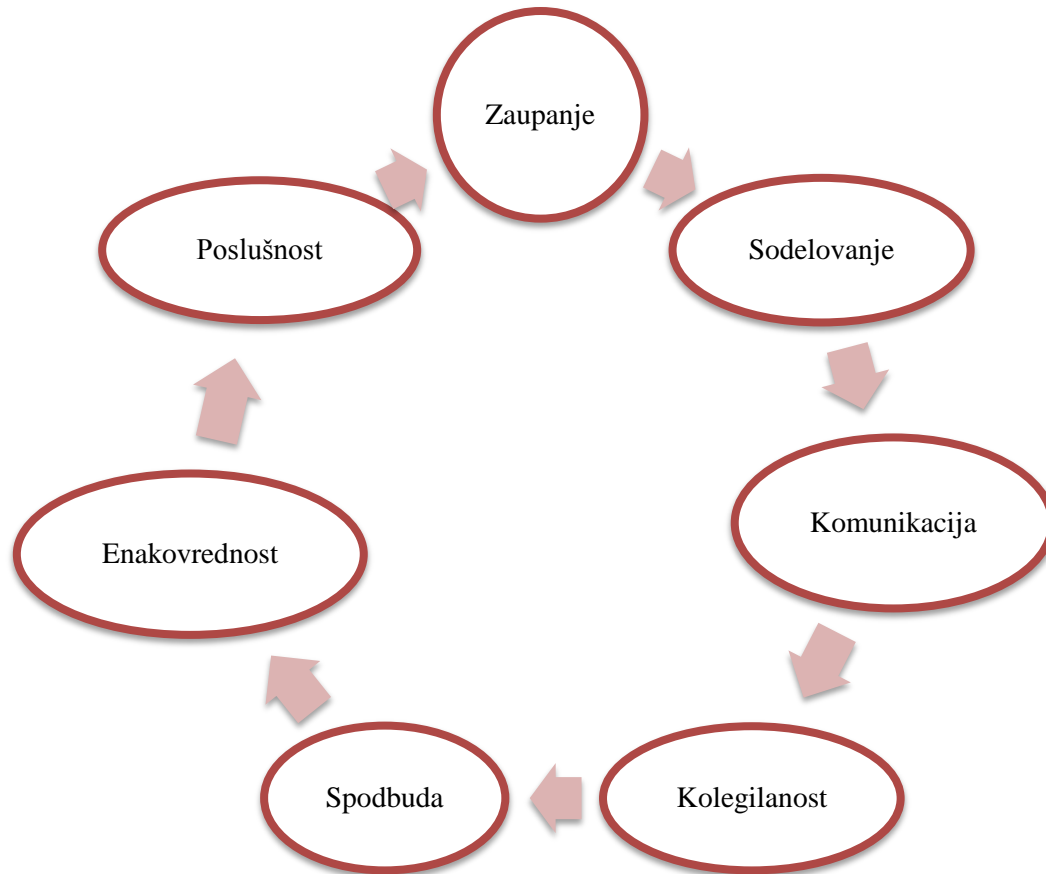 Zaupanje
Sodelovanje
Komunikacija
Kolegilanost
Spodbuda
Enakovrednost
Poslušnost